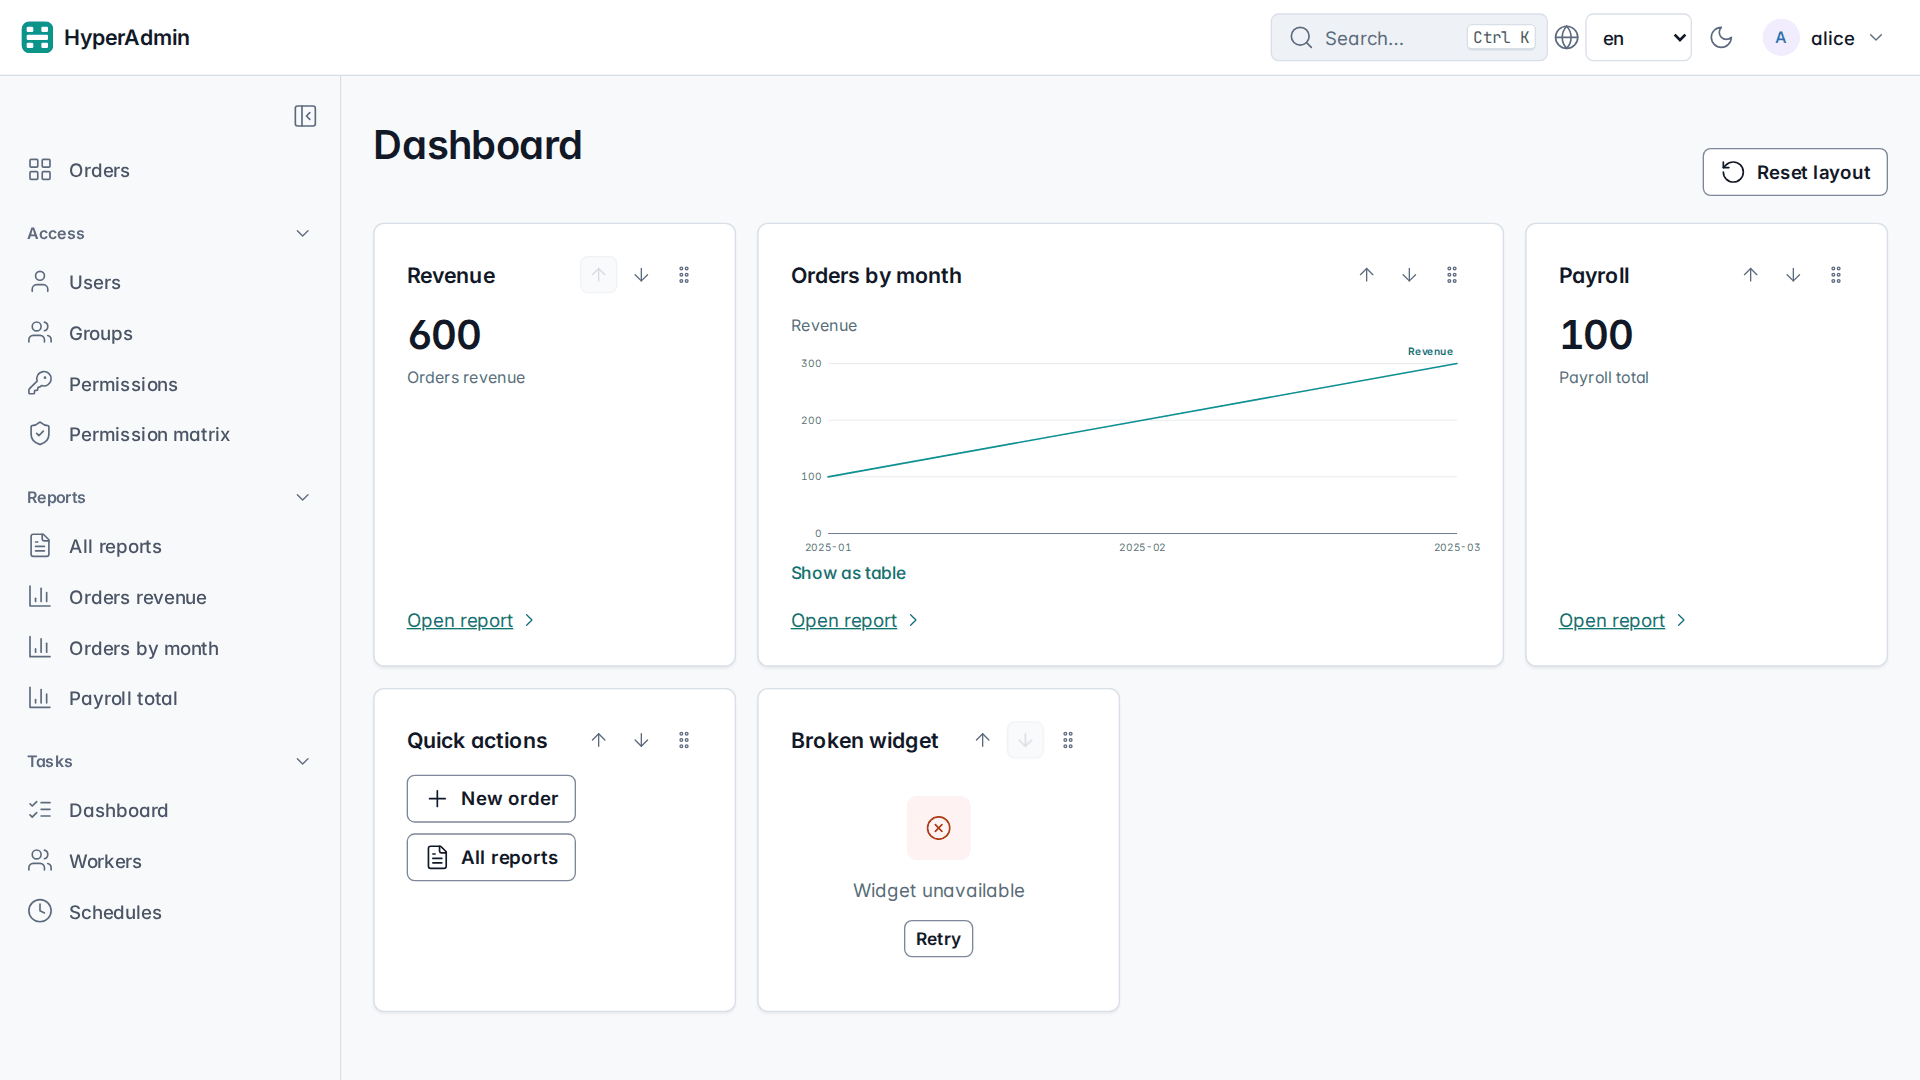 HyperAdmin
Search...
Ctrl K
en
A
alice
Orders
Access
Users
Groups
Permissions
Permission matrix
Reports
All reports
Orders revenue
Orders by month
Payroll total
Tasks
Dashboard
Workers
Schedules
Dashboard
Reset layout
Revenue
600
Orders revenue
Open report
Orders by month
Revenue
Revenue
300
200
100
0
2025-01
2025-02
2025-03
Show as table
Open report
Payroll
100
Payroll total
Open report
Quick actions
New order
All reports
Broken widget
Widget unavailable
Retry